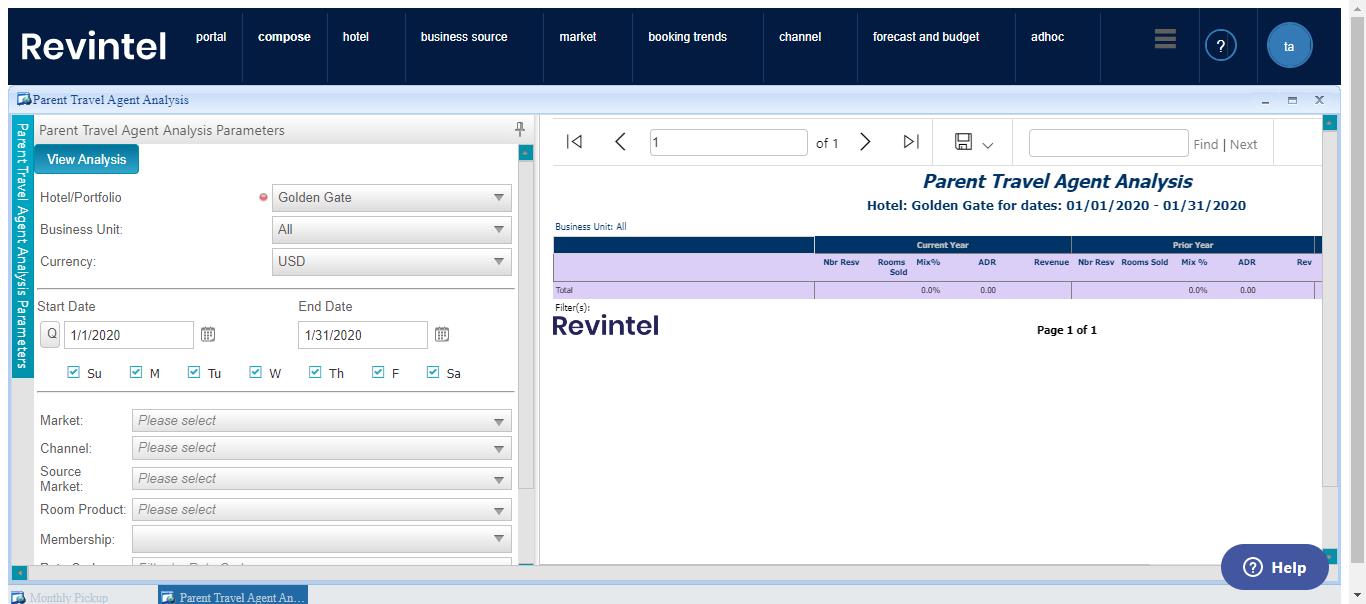 Revintel
portal
compose
hotel
business source
market
booking trends
channel
forecast and budget
adhoc
?
ta
Parent Travel Agent Analysis
Parent Travel Agent Analysis Parameters
Parent Travel Agent Analysis Parameters
View Analysis
Hotel/Portfolio Golden Gate
Business Unit: All
Currency: USD
Start Date End Date
Q 1/1/2020 1/31/2020
Su M Tu W Th F Sa
Market: Please select
Channel: Please select
Source Market: Please select
Room Product: Please select
Membership:
1 of 1 Find | Next
Parent Travel Agent Analysis
Hotel: Golden Gate for dates: 01/01/2020 - 01/31/2020
Business Unit: All
Current Year Prior Year
Nbr Resv Rooms Sold Mix% ADR Revenue Nbr Resv Rooms Sold Mix % ADR Rev
Total 0.0% 0.00 0.0% 0.00
Filter(s):
Revintel
Page 1 of 1
? Help
Monthly Pickup
Parent Travel Agent An...